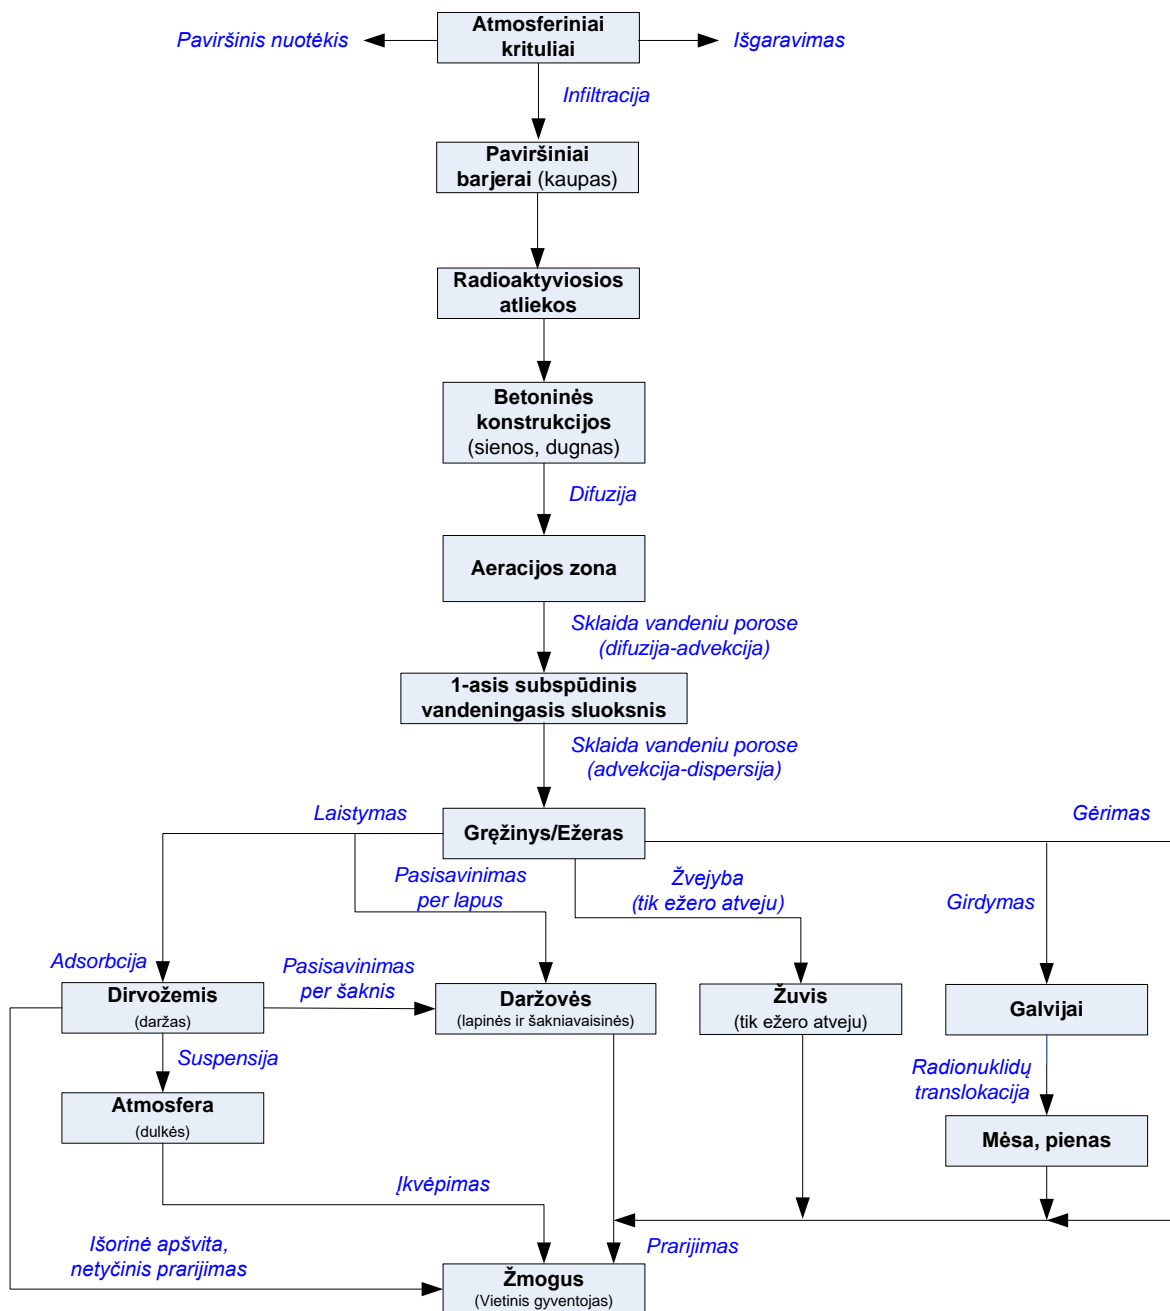 Atmosferiniai
krituliai
Paviršinis nuotėkis
Išgaravimas
Infiltracija
Paviršiniai
barjerai (kaupas)
Radioaktyviosios
atliekos
Betoninės
konstrukcijos
(sienos, dugnas)
Difuzija
Aeracijos zona
Sklaida vandeniu porose
(difuzija-advekcija)
1-asis subspūdinis
vandeningasis sluoksnis
Sklaida vandeniu porose
(advekcija-dispersija)
Laistymas
Gręžinys/Ežeras
Gėrimas
Pasisavinimas
per lapus
Žvejyba
(tik ežero atveju)
Girdymas
Adsorbcija
Pasisavinimas
per šaknis
Dirvožemis
(daržas)
Daržovės
(lapinės ir šakniavaisinės)
Žuvis
(tik ežero atveju)
Galvijai
Suspensija
Radionuklidų
translokacija
Atmosfera
(dulkės)
Mėsa, pienas
Įkvėpimas
Išorinė apšvita,
netyčinis prarijimas
Prarijimas
Žmogus
(Vietinis gyventojas)